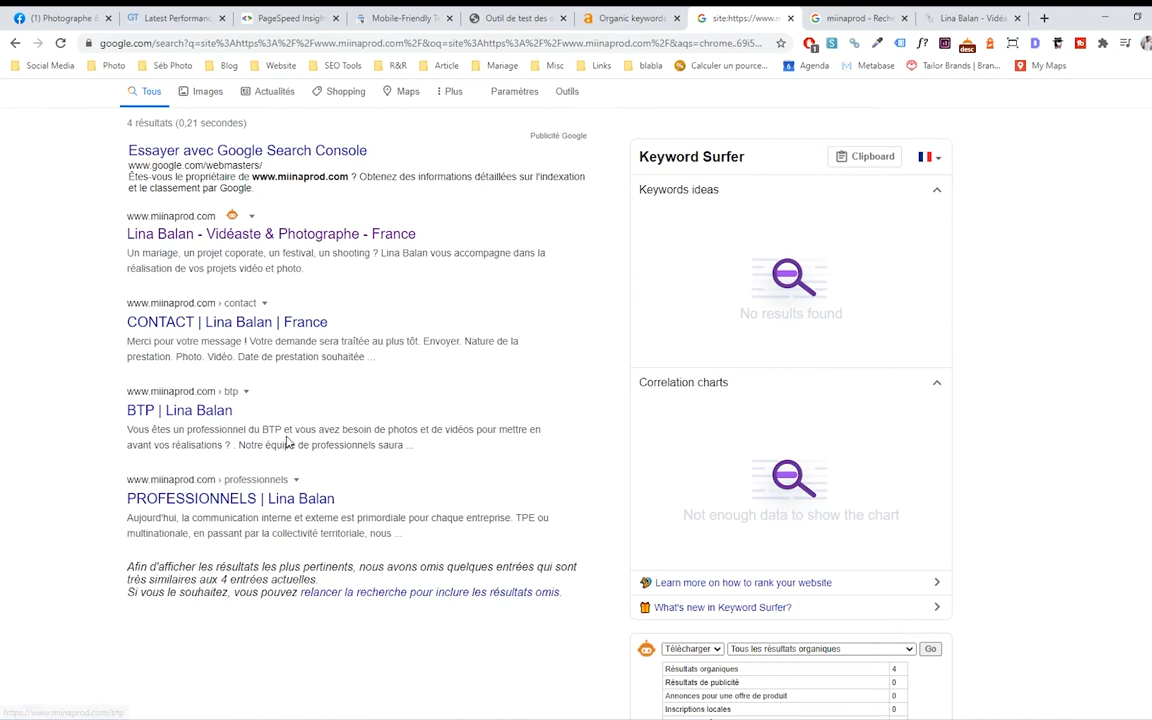 (1) Photographe &
Latest Performanc
PageSpeed Insigh
Mobile-Friendly Te
Outil de test des c
Organic keywords
site:https://www.m
miinaprod - Reche
Lina Balan - Vidéa
google.com/search?q=site%3Ahttps%3A%2F%2Fwww.miinaprod.com%2F&oq=site%3Ahttps%3A%2F%2Fwww.miinaprod.com%2F&aqs=chrome..69i5...
Social Media
Photo
Séb Photo
Blog
Website
SEO Tools
R&R
Article
Mariage
Misc
Links
blabla
Calculer un pource...
Agenda
Metabase
Tailor Brands | Bran...
My Maps
Tous
Images
Actualités
Shopping
Maps
Plus
Paramètres
Outils
4 résultats (0,21 secondes)
Publicité Google
Essayer avec Google Search Console
www.google.com/webmasters/
Êtes-vous le propriétaire de www.miinaprod.com ? Obtenez des informations détaillées sur l'indexation
et le classement par Google.
www.miinaprod.com
Lina Balan - Vidéaste & Photographe - France
Un mariage, un projet coporate, un festival, un shooting ? Lina Balan vous accompagne dans la
réalisation de vos projets vidéo et photo.
www.miinaprod.com › contact
CONTACT | Lina Balan | France
Merci pour votre message ! Votre demande sera traîtée au plus tôt. Envoyer. Nature de la
prestation. Photo. Vidéo. Date de prestation souhaitée ...
www.miinaprod.com › btp
BTP | Lina Balan
Vous êtes un professionnel du BTP et vous avez besoin de photos et de vidéos pour mettre en
avant vos réalisations ? . Notre équipe de professionnels saura ...
www.miinaprod.com › professionnels
PROFESSIONNELS | Lina Balan
Aujourd'hui, la communication interne et externe est primordiale pour chaque entreprise. TPE ou
multinationale, en passant par la collectivité territoriale, nous ...
Afin d'afficher les résultats les plus pertinents, nous avons omis quelques entrées qui sont
très similaires aux 4 entrées actuelles.
Si vous le souhaitez, vous pouvez relancer la recherche pour inclure les résultats omis.
Keyword Surfer
Clipboard
Keywords ideas
No results found
Correlation charts
Not enough data to show the chart
Learn more on how to rank your website
What's new in Keyword Surfer?
Télécharger
Tous les résultats organiques
Go
Résultats organiques 4
Résultats de publicité 0
Annonces pour une offre de produit 0
Inscriptions locales 0
https://www.miinaprod.com/btp